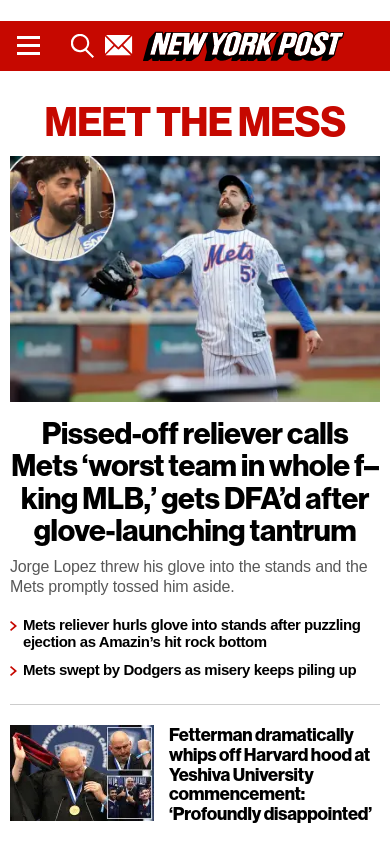 NEW YORK POST
MEET THE MESS
Mets
Pissed-off reliever calls
Mets ‘worst team in whole f–
king MLB,’ gets DFA’d after
glove-launching tantrum
Jorge Lopez threw his glove into the stands and the
Mets promptly tossed him aside.
Mets reliever hurls glove into stands after puzzling
ejection as Amazin’s hit rock bottom
Mets swept by Dodgers as misery keeps piling up
Fetterman dramatically
whips off Harvard hood at
Yeshiva University
commencement:
‘Profoundly disappointed’